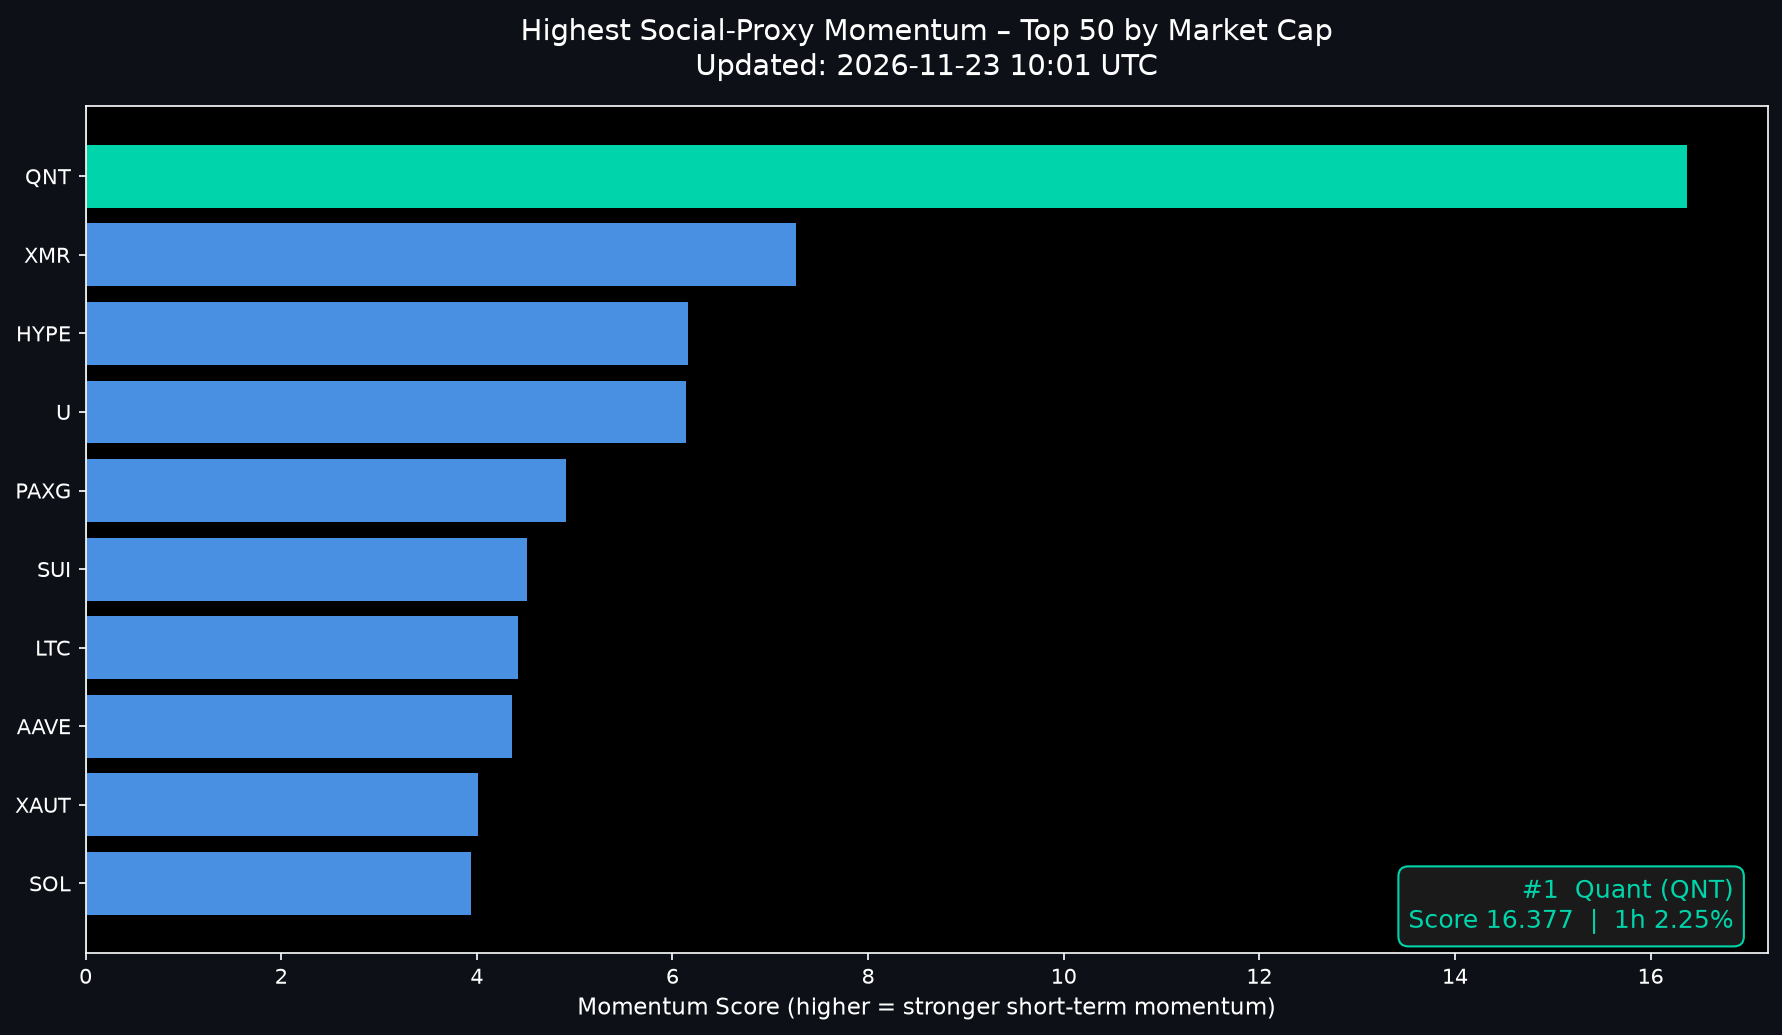 Highest Social-Proxy Momentum – Top 50 by Market Cap
Updated: 2026-11-23 10:01 UTC
QNT
XMR
HYPE
U
PAXG
SUI
LTC
AAVE
XAUT
SOL
#1  Quant (QNT)
Score 16.377  |  1h 2.25%
0 2 4 6 8 10 12 14 16
Momentum Score (higher = stronger short-term momentum)